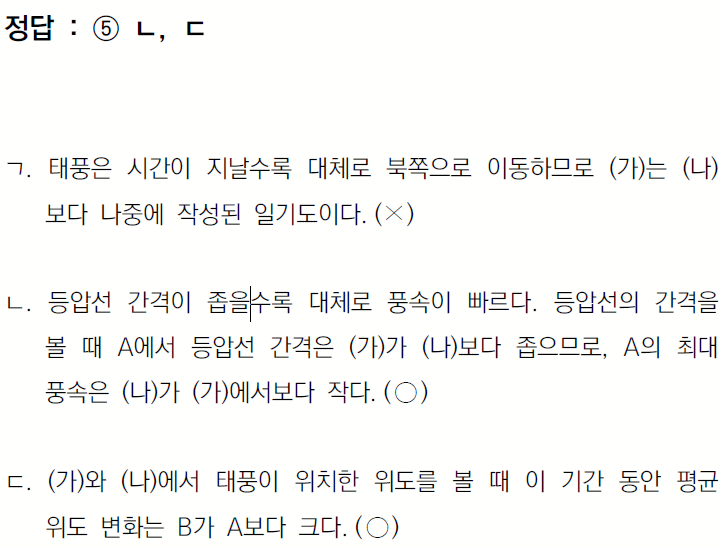 정답 : ⑤ ㄴ, ㄷ
ㄱ. 태풍은 시간이 지날수록 대체로 북쪽으로 이동하므로 (가)는 (나)
보다 나중에 작성된 일기도이다. (×)
ㄴ. 등압선 간격이 좁을수록 대체로 풍속이 빠르다. 등압선의 간격을
볼 때 A에서 등압선 간격은 (가)가 (나)보다 좁으므로, A의 최대
풍속은 (나)가 (가)에서보다 작다. (○)
ㄷ. (가)와 (나)에서 태풍이 위치한 위도를 볼 때 이 기간 동안 평균
위도 변화는 B가 A보다 크다. (○)